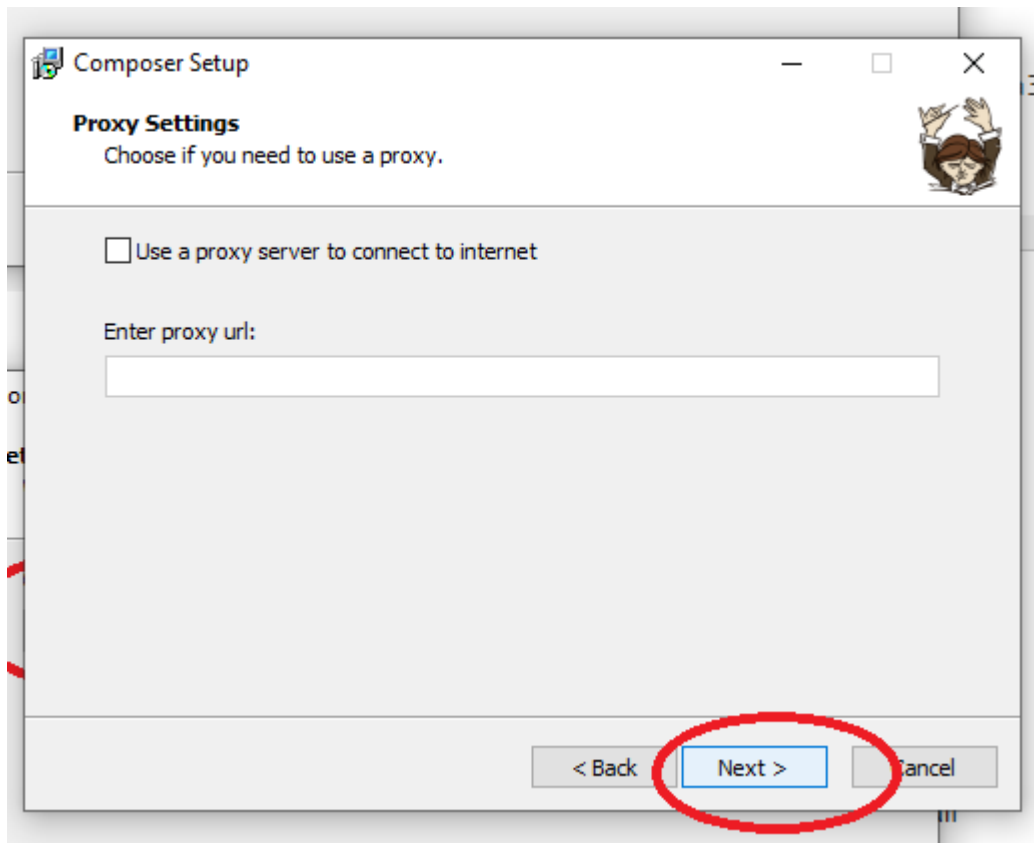 Composer Setup
Proxy Settings
Choose if you need to use a proxy.
Use a proxy server to connect to internet
Enter proxy url:
< Back
Next >
Cancel